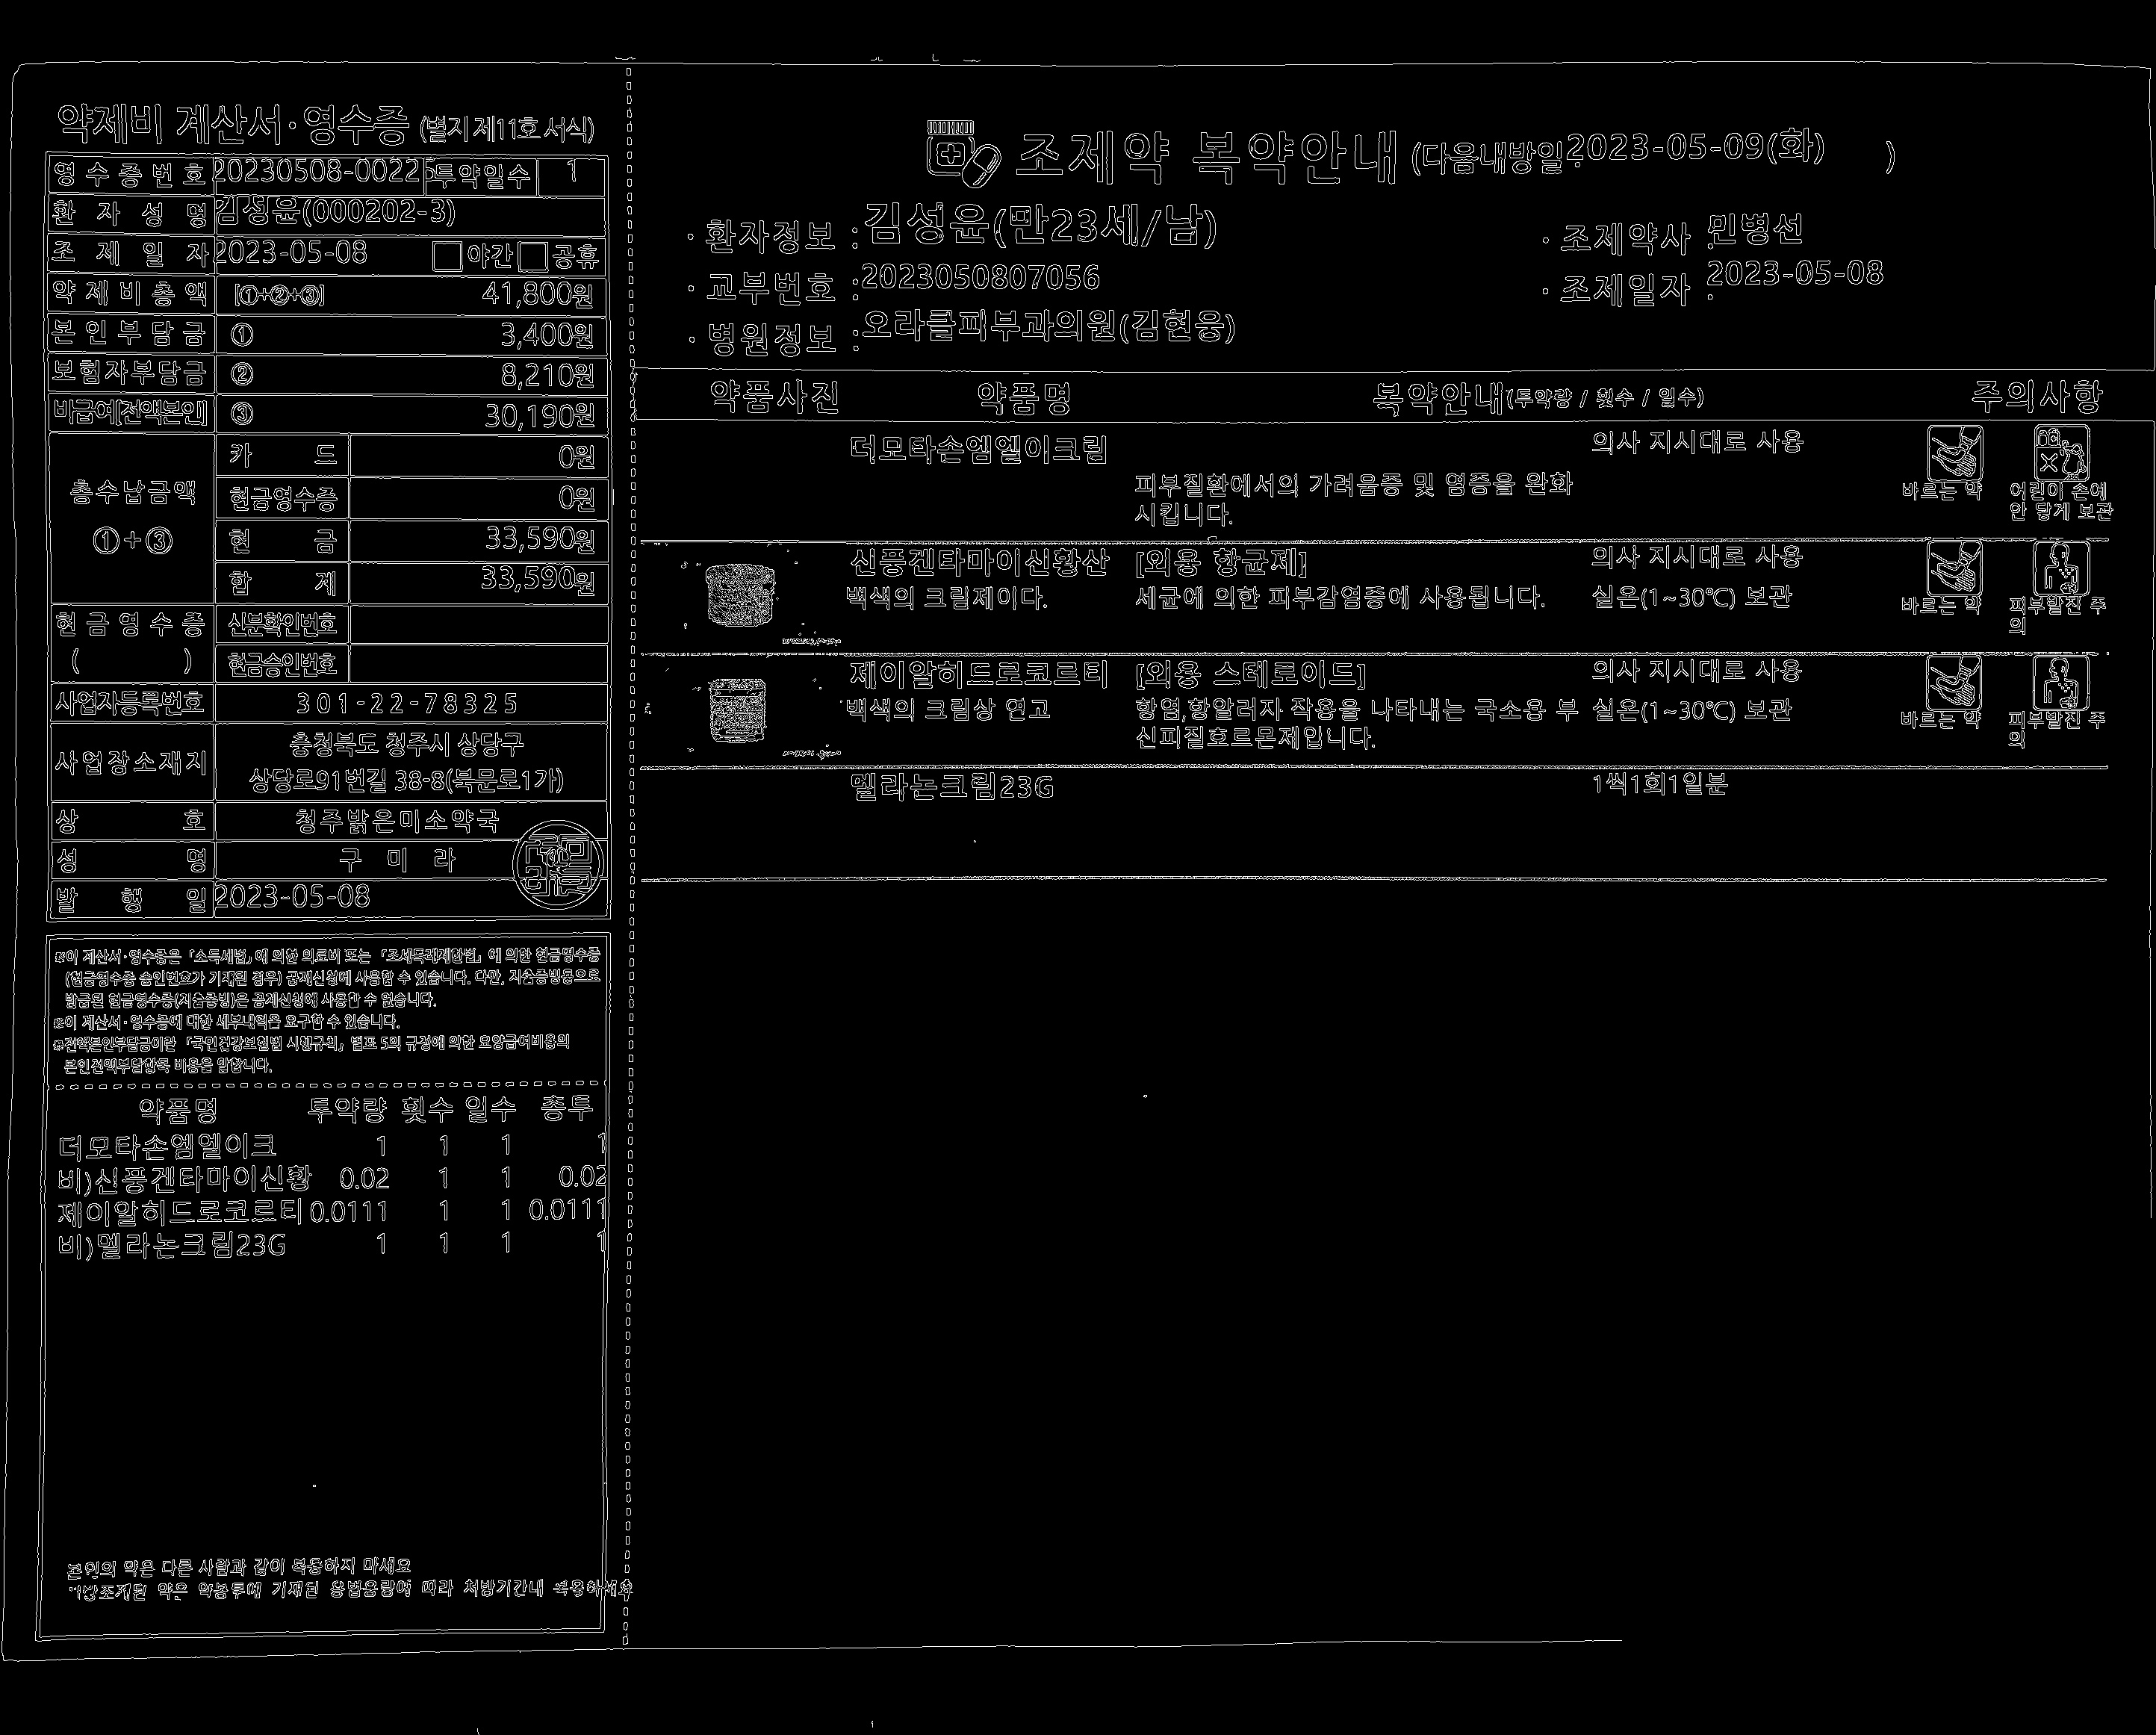 약제비 계산서·영수증 (별지 제11호 서식)
영수증번호 20230508-00225 투약일수 1
환자성명 김성윤(000202-3)
조제일자 2023-05-08 야간 공휴
약제비총액 [①+②+③] 41,800원
본인부담금 ① 3,400원
보험자부담금 ② 8,210원
비급여[전액본인] ③ 30,190원
총수납금액 ①+③
카드 0원
현금영수증 0원
현금 33,590원
합계 33,590원
현금영수증 ( )
신분확인번호
현금승인번호
사업자등록번호 301-22-78325
사업장소재지 충청북도 청주시 상당구
상당로91번길 38-8(북문로1가)
상호 청주밝은미소약국
성명 구미라
발행일 2023-05-08
※이 계산서·영수증은 「소득세법」에 의한 의료비 또는 「조세특례제한법」에 의한 현금영수증
(현금영수증 승인번호가 기재된 경우) 공제신청에 사용할 수 있습니다. 다만, 지출증빙용으로
발급된 현금영수증(지출증빙)은 공제신청에 사용할 수 없습니다.
※이 계산서·영수증에 대한 세부내역을 요구할 수 있습니다.
※전액본인부담금이란 「국민건강보험법 시행규칙」 별표 5의 규정에 의한 요양급여비용의
본인전액부담항목 비용을 말합니다.
약품명 투약량 횟수 일수 총투
더모타손엠엘이크 1 1 1 1
비)신풍겐타마이신황 0.02 1 1 0.02
제이알히드로코르티 0.0111 1 1 0.0111
비)멜라논크림23G 1 1 1 1
본인의 약은 다른 사람과 같이 복용하지 마세요
약은 약봉투에 기재된 용법용량에 따라 처방기간내 복용하세요
조제약 복약안내 (다음내방일:2023-05-09(화) )
· 환자정보 : 김성윤(만23세/남)
· 조제약사 : 민병선
· 교부번호 : 2023050807056
· 조제일자 : 2023-05-08
· 병원정보 : 오라클피부과의원(김현웅)
약품사진 약품명 복약안내(투약량 / 횟수 / 일수) 주의사항
더모타손엠엘이크림 의사 지시대로 사용
피부질환에서의 가려움증 및 염증을 완화
시킵니다.
바르는 약 어린이 손에
안 닿게 보관
신풍겐타마이신황산 [외용 항균제] 의사 지시대로 사용
백색의 크림제이다. 세균에 의한 피부감염증에 사용됩니다. 실온(1~30℃) 보관
바르는 약 피부발진 주
의
제이알히드로코르티 [외용 스테로이드] 의사 지시대로 사용
백색의 크림상 연고 항염,항알러자 작용을 나타내는 국소용 부 실온(1~30℃) 보관
신피질호르몬제입니다.
바르는 약 피부발진 주
의
멜라논크림23G 1씩1회1일분